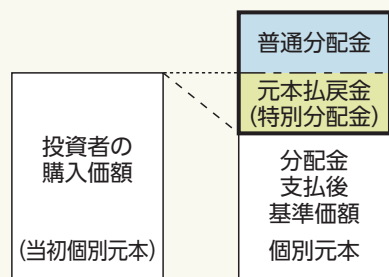 普通分配金
元本払戻金
(特別分配金)
投資者の
購入価額
(当初個別元本)
分配金
支払後
基準価額
個別元本